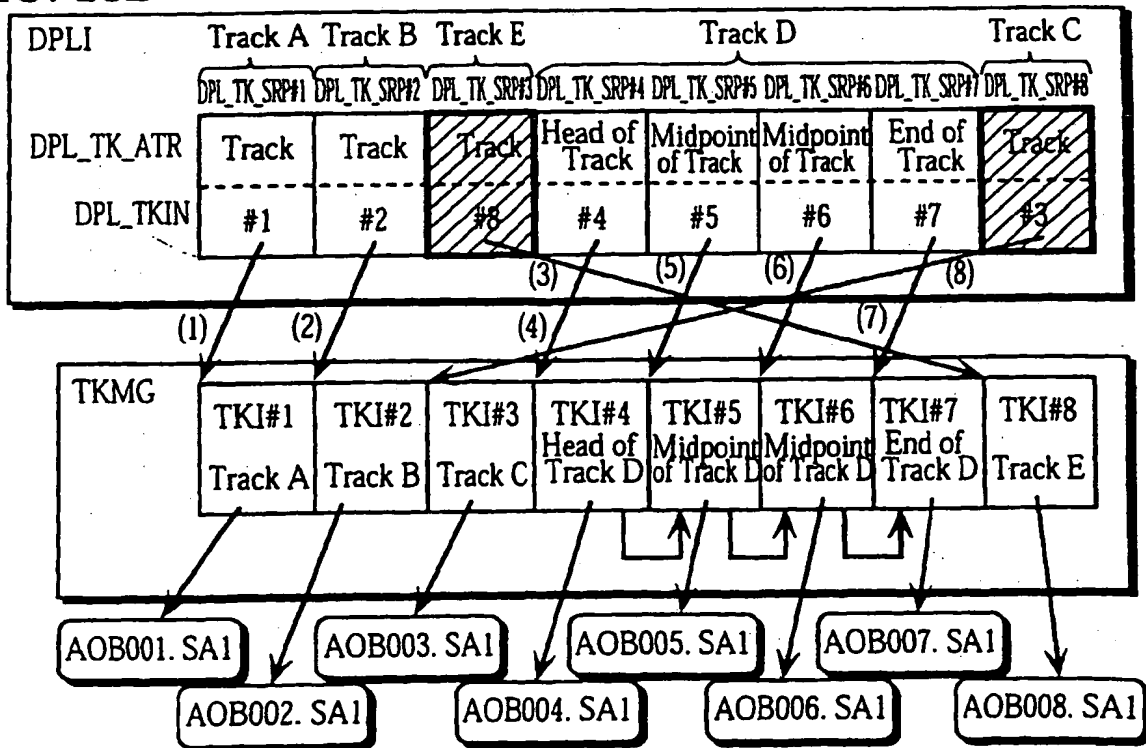 DPLI Track A Track B Track E Track D Track C
DPL_TK_SRP#1 DPL_TK_SRP#2 DPL_TK_SRP#3 DPL_TK_SRP#4 DPL_TK_SRP#5 DPL_TK_SRP#6 DPL_TK_SRP#7 DPL_TK_SRP#8
DPL_TK_ATR Track Track Track Head of Track Midpoint of Track Midpoint of Track End of Track Track
DPL_TKIN #1 #2 #8 #4 #5 #6 #7 #3
(3) (5) (6) (8)
(1) (2) (4) (7)
TKMG
TKI#1 TKI#2 TKI#3 TKI#4 TKI#5 TKI#6 TKI#7 TKI#8
Track A Track B Track C Head of Track D Midpoint of Track D Midpoint of Track D End of Track D Track E
AOB001. SA1 AOB003. SA1 AOB005. SA1 AOB007. SA1
AOB002. SA1 AOB004. SA1 AOB006. SA1 AOB008. SA1